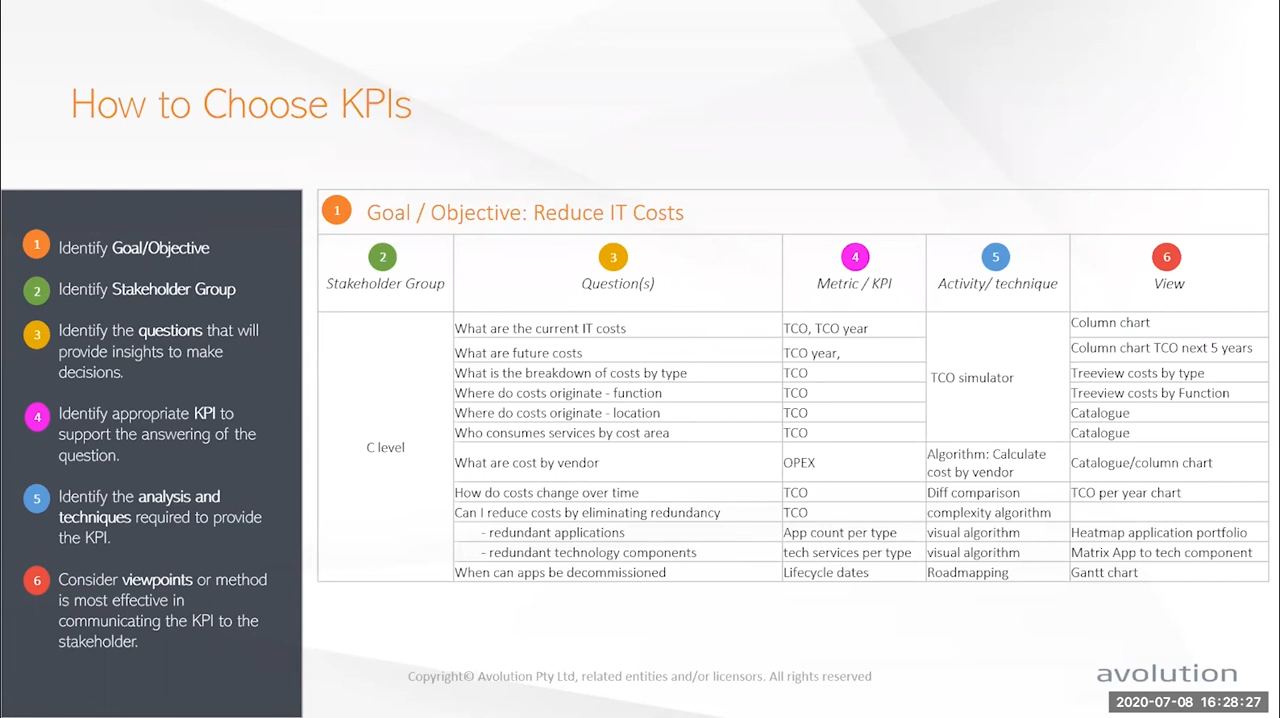 How to Choose KPIs
1 Identify Goal/Objective
2 Identify Stakeholder Group
3 Identify the questions that will
provide insights to make
decisions.
4 Identify appropriate KPI to
support the answering of the
question.
5 Identify the analysis and
techniques required to provide
the KPI.
6 Consider viewpoints or method
is most effective in
communicating the KPI to the
stakeholder.
1 Goal / Objective: Reduce IT Costs
2 3 4 5 6
Stakeholder Group Question(s) Metric / KPI Activity/ technique View
C level
What are the current IT costs TCO, TCO year TCO simulator Column chart
What are future costs TCO year, Column chart TCO next 5 years
What is the breakdown of costs by type TCO Treeview costs by type
Where do costs originate - function TCO Treeview costs by Function
Where do costs originate - location TCO Catalogue
Who consumes services by cost area TCO Catalogue
What are cost by vendor OPEX Algorithm: Calculate
cost by vendor Catalogue/column chart
How do costs change over time TCO Diff comparison TCO per year chart
Can I reduce costs by eliminating redundancy TCO complexity algorithm
- redundant applications App count per type visual algorithm Heatmap application portfolio
- redundant technology components tech services per type visual algorithm Matrix App to tech component
When can apps be decommissioned Lifecycle dates Roadmapping Gantt chart
Copyright© Avolution Pty Ltd, related entities and/or licensors. All rights reserved
avolution
2020-07-08 16:28:27